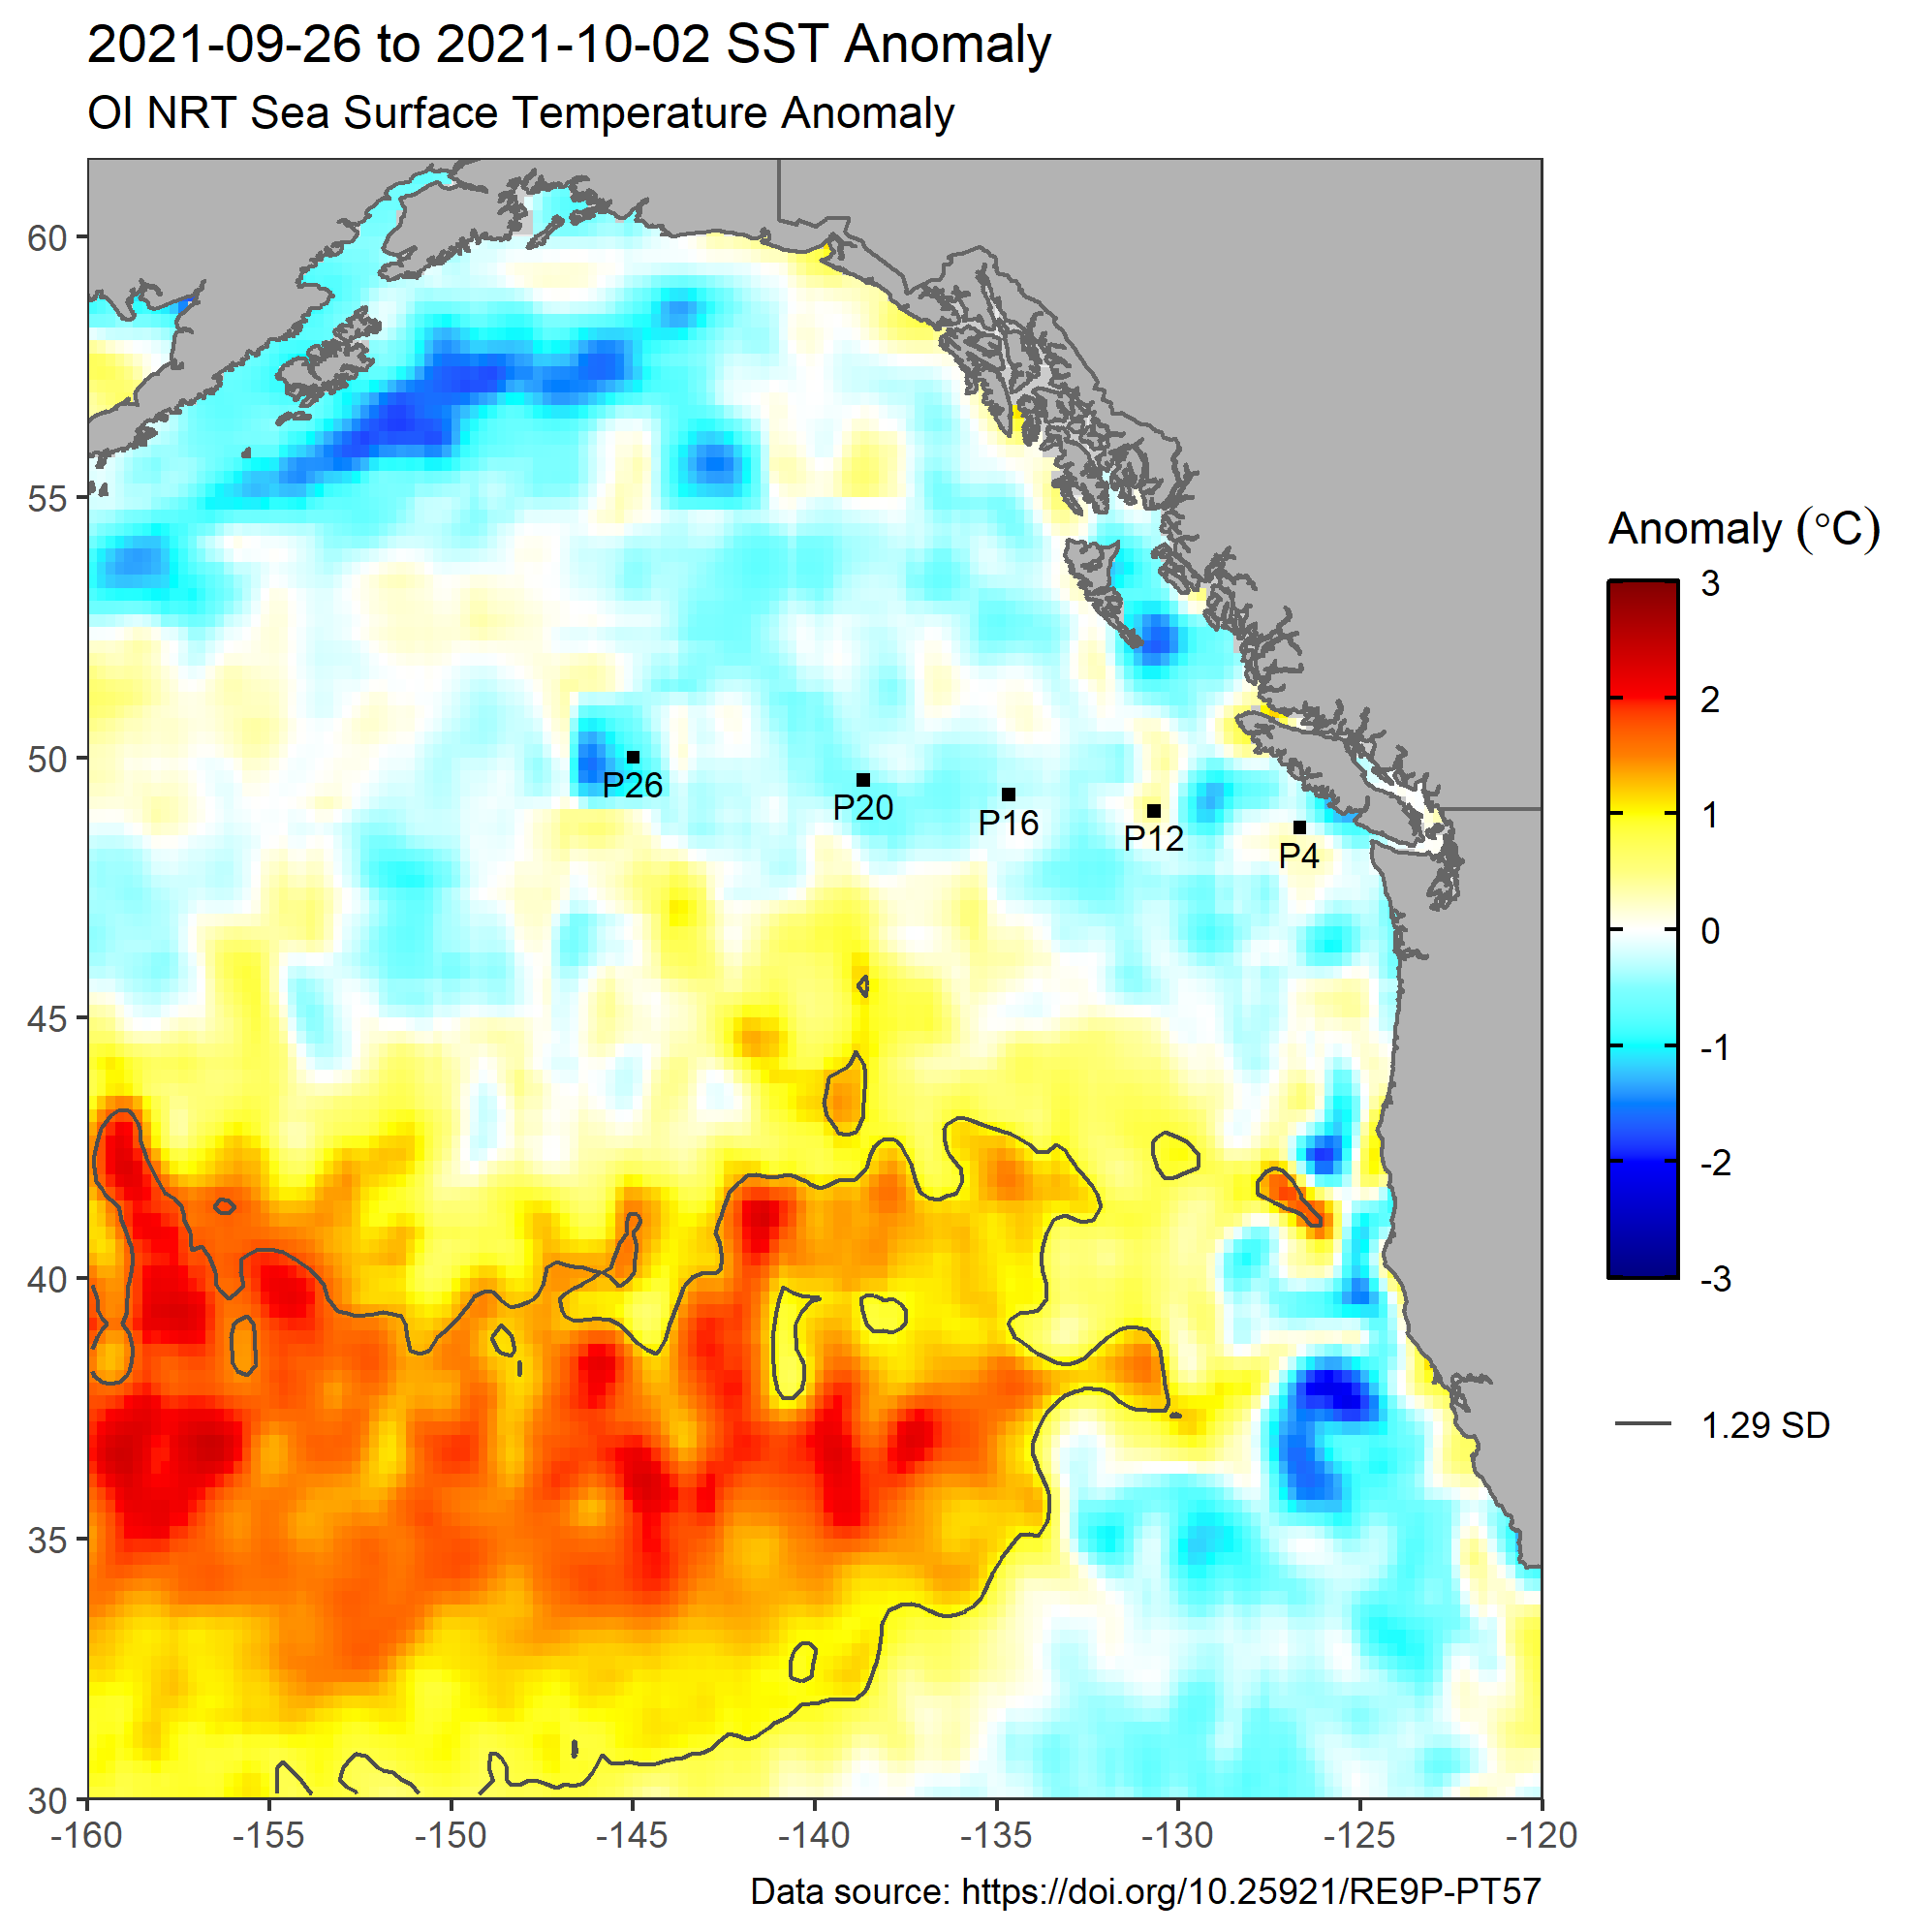 2021-09-26 to 2021-10-02 SST Anomaly
OI NRT Sea Surface Temperature Anomaly
60
55
50
45
40
35
30
-160
-155
-150
-145
-140
-135
-130
-125
-120
P26
P20
P16
P12
P4
Anomaly (°C)
3
2
1
0
-1
-2
-3
1.29 SD
Data source: https://doi.org/10.25921/RE9P-PT57